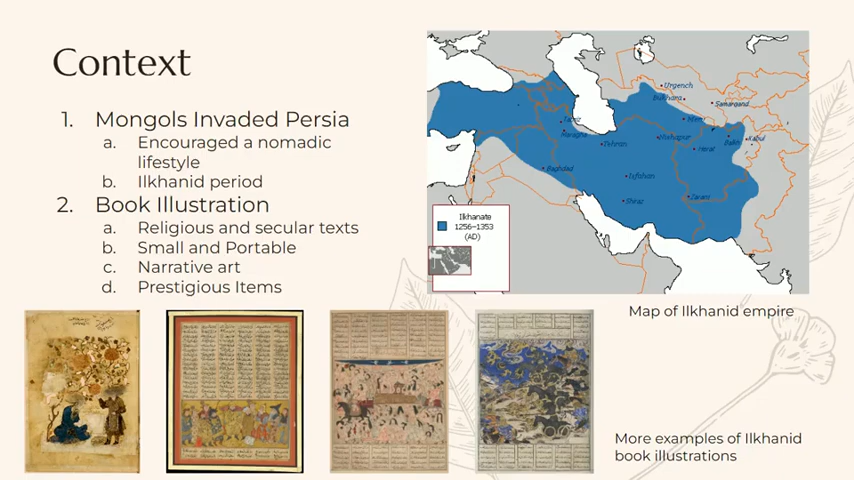 Context
1. Mongols Invaded Persia
a. Encouraged a nomadic
lifestyle
b. Ilkhanid period
2. Book Illustration
a. Religious and secular texts
b. Small and Portable
c. Narrative art
d. Prestigious Items
Urgench
Bukhara
Samarqand
Merv
Tabriz
Maragha
Nishapur
Balkh
Kabul
Tehran
Herat
Baghdad
Isfahan
Zaranj
Shiraz
Ilkhanate
1256–1353
(AD)
Map of Ilkhanid empire
More examples of Ilkhanid
book illustrations